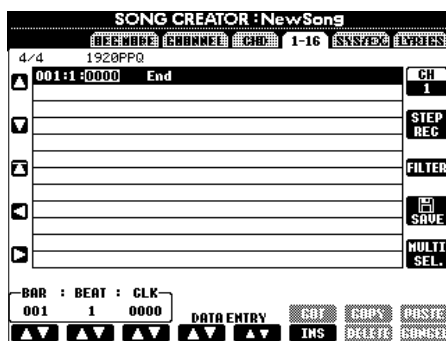 SONG CREATOR : NewSong
REC MODE CHANNEL CHD 1-16 SYS/EX. LYRICS
4/4 1920PPQ
001:1:0000 End
CH
1
STEP
REC
FILTER
SAVE
MULTI
SEL.
BAR : BEAT : CLK
001 1 0000
DATA ENTRY
CUT COPY PASTE
INS DELETE CANCEL